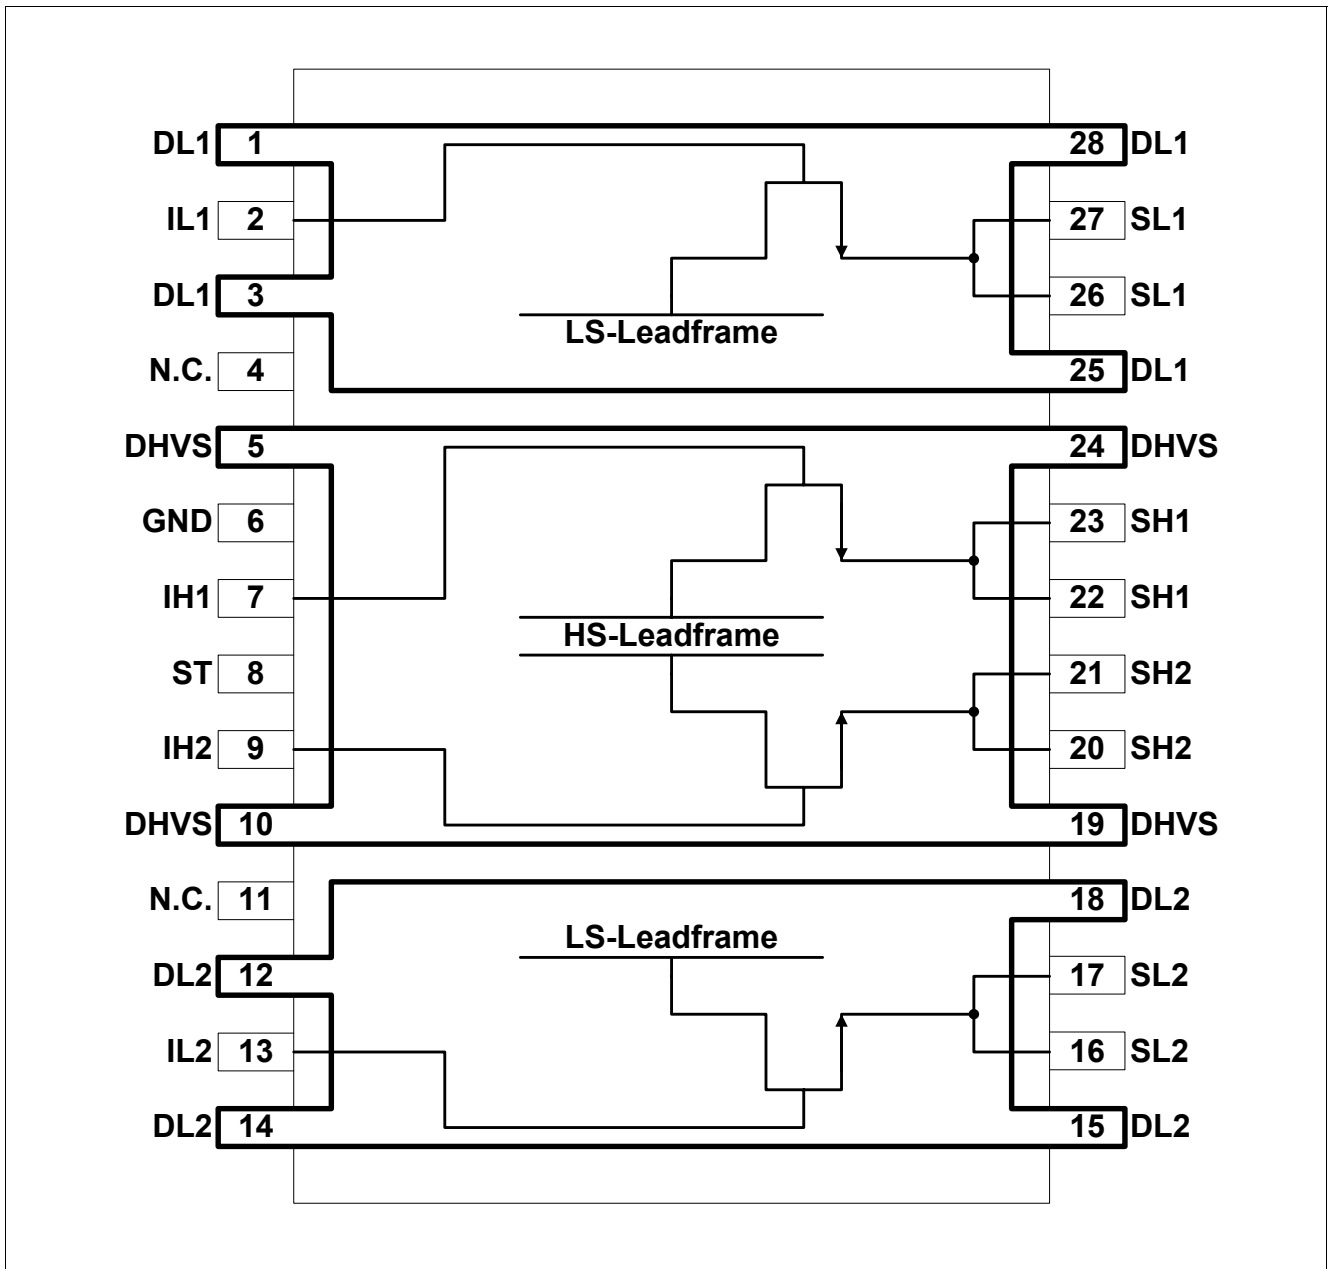 DL1 1 28 DL1
IL1 2 27 SL1
DL1 3 26 SL1
LS-Leadframe
N.C. 4 25 DL1
DHVS 5 24 DHVS
GND 6 23 SH1
IH1 7 22 SH1
HS-Leadframe
ST 8 21 SH2
IH2 9 20 SH2
DHVS 10 19 DHVS
N.C. 11 18 DL2
LS-Leadframe
DL2 12 17 SL2
IL2 13 16 SL2
DL2 14 15 DL2